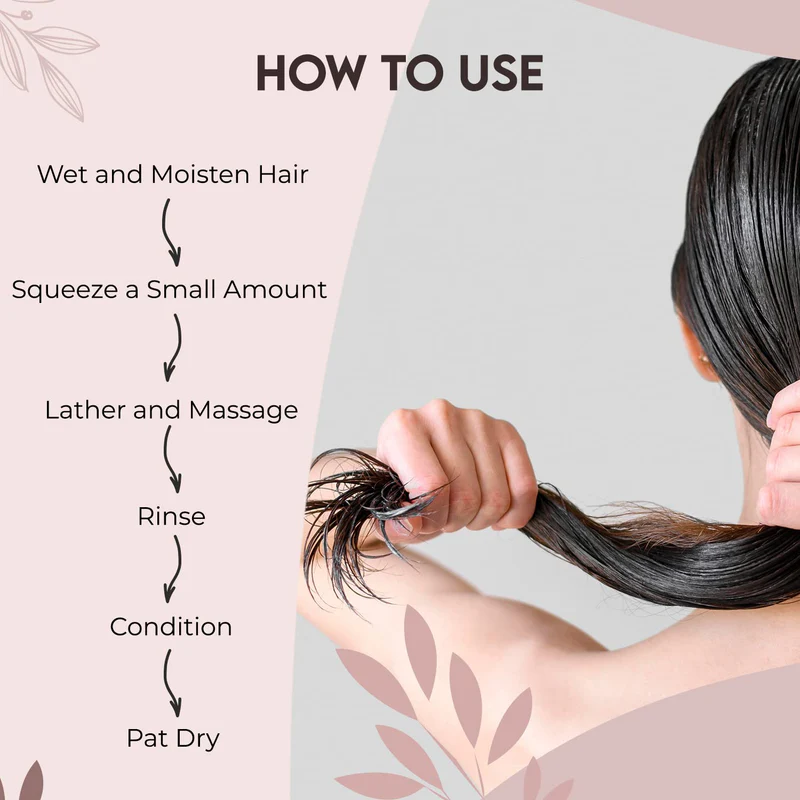 HOW TO USE
Wet and Moisten Hair
Squeeze a Small Amount
Lather and Massage
Rinse
Condition
Pat Dry